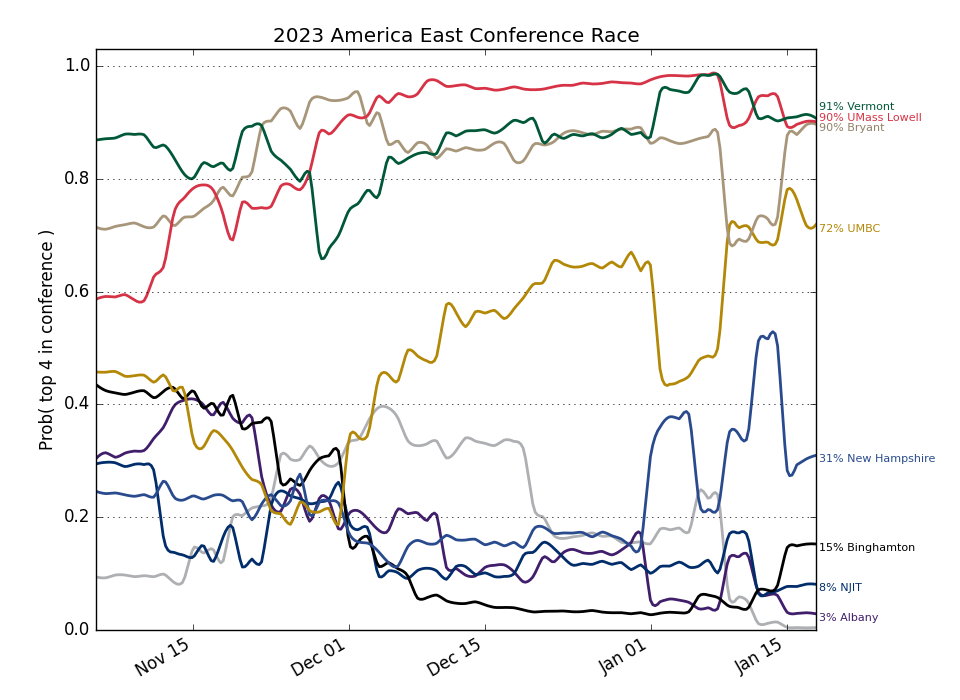 2023 America East Conference Race
Prob( top 4 in conference )
1.0
0.8
0.6
0.4
0.2
0.0
91% Vermont
90% UMass Lowell
90% Bryant
72% UMBC
31% New Hampshire
15% Binghamton
8% NJIT
3% Albany
Nov 15
Dec 01
Dec 15
Jan 01
Jan 15